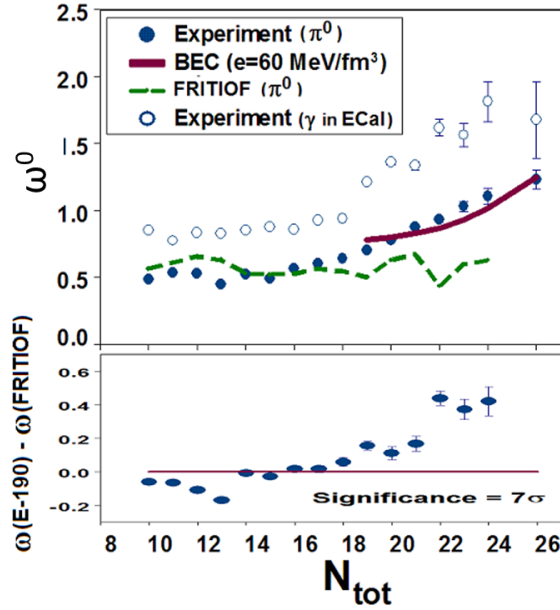 Experiment (π⁰)
BEC (e=60 MeV/fm³)
FRITIOF (π⁰)
Experiment (γ in ECal)
2.5
2.0
1.5
1.0
0.5
0.0
ω⁰
0.6
0.4
0.2
0.0
-0.2
ω(E-190) - ω(FRITIOF)
Significance = 7σ
8 10 12 14 16 18 20 22 24 26
N_tot